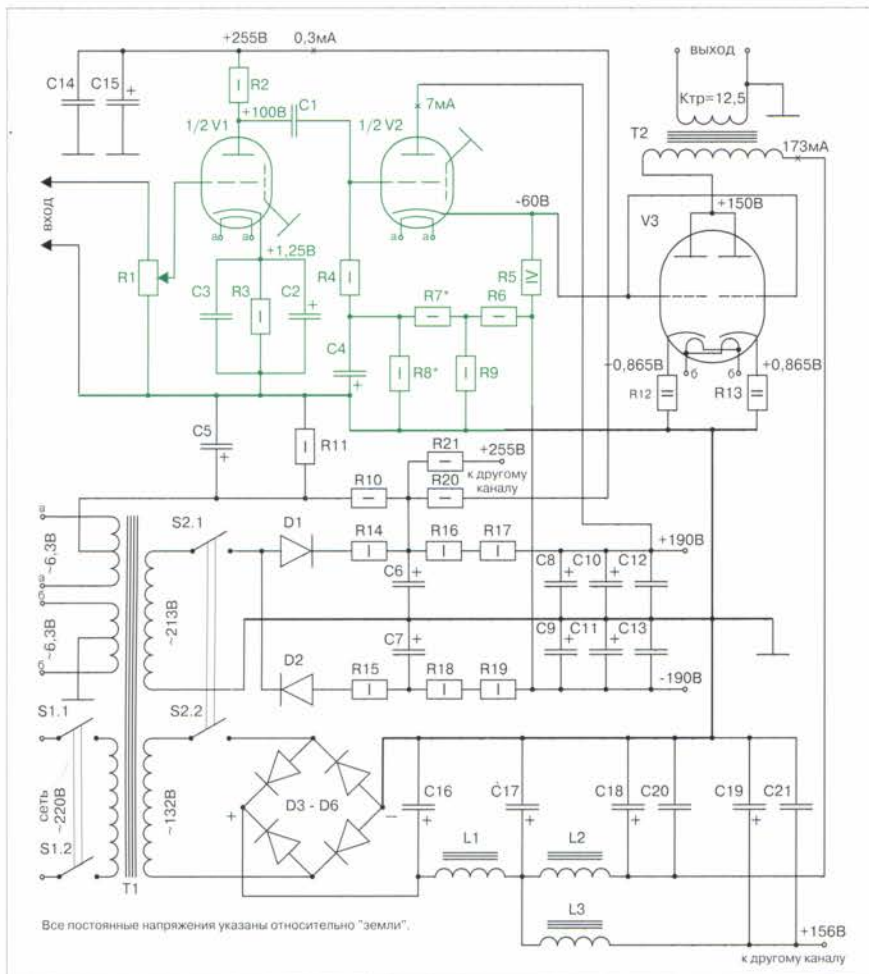 +255В
0,3мА
ВЫХОД
C14
C15
R2
Ктр=12,5
+100В
C1
7мА
1/2 V1
1/2 V2
T2
173мА
вход
-60В
+150В
V3
а
а
а
а
+1,25В
R1
C3
R3
C2
R4
R5
R7*
R6
C4
R8*
R9
+0,865В
б
б
+0,865В
R12
R13
C5
R11
R21
+255В
к другому
каналу
R10
R20
а
~6,3В
а
S2.1
D1
R14
R16
R17
C6
C8
C10
C12
+190В
б
~6,3В
б
~213В
C7
C9
C11
C13
D2
R15
R18
R19
-190В
S1.1
S2.2
сеть
~220В
~132В
D3 - D6
C16
C17
C18
C20
C19
C21
S1.2
T1
L1
L2
L3
+156В
к другому каналу
Все постоянные напряжения указаны относительно "земли".